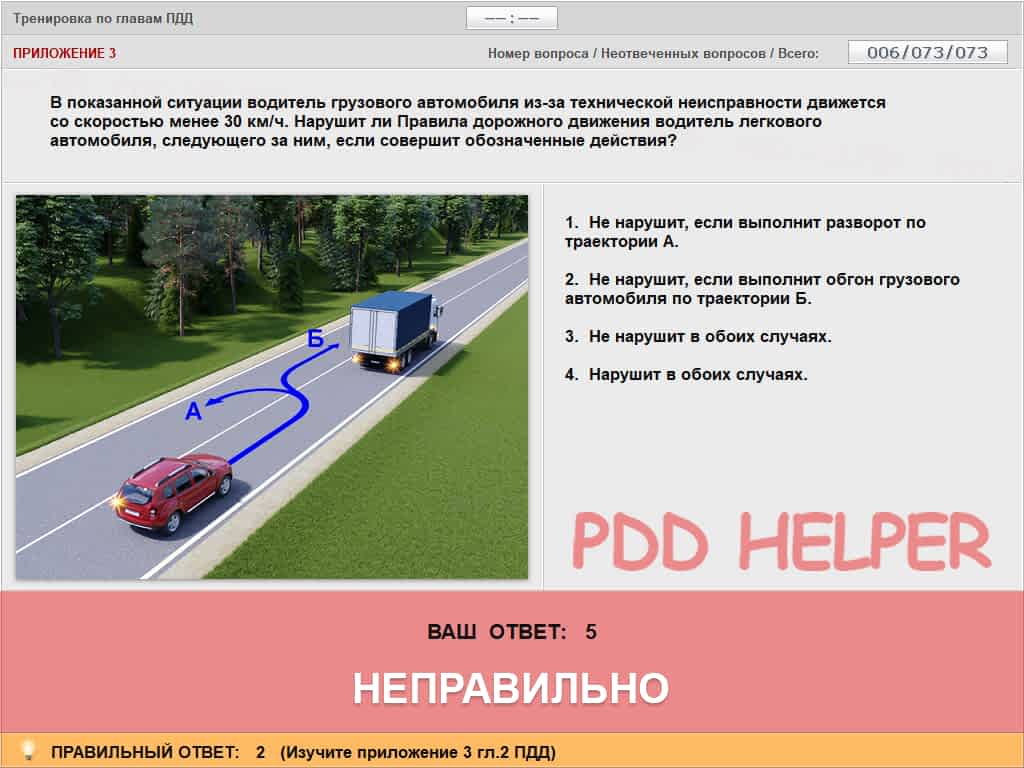 Тренировка по главам ПДД
—— : ——
ПРИЛОЖЕНИЕ 3
Номер вопроса / Неотвеченных вопросов / Всего:
006/073/073
В показанной ситуации водитель грузового автомобиля из-за технической неисправности движется
со скоростью менее 30 км/ч. Нарушит ли Правила дорожного движения водитель легкового
автомобиля, следующего за ним, если совершит обозначенные действия?
Б
А
1. Не нарушит, если выполнит разворот по
траектории А.
2. Не нарушит, если выполнит обгон грузового
автомобиля по траектории Б.
3. Не нарушит в обоих случаях.
4. Нарушит в обоих случаях.
PDD HELPER
ВАШ ОТВЕТ: 5
НЕПРАВИЛЬНО
ПРАВИЛЬНЫЙ ОТВЕТ: 2 (Изучите приложение 3 гл.2 ПДД)